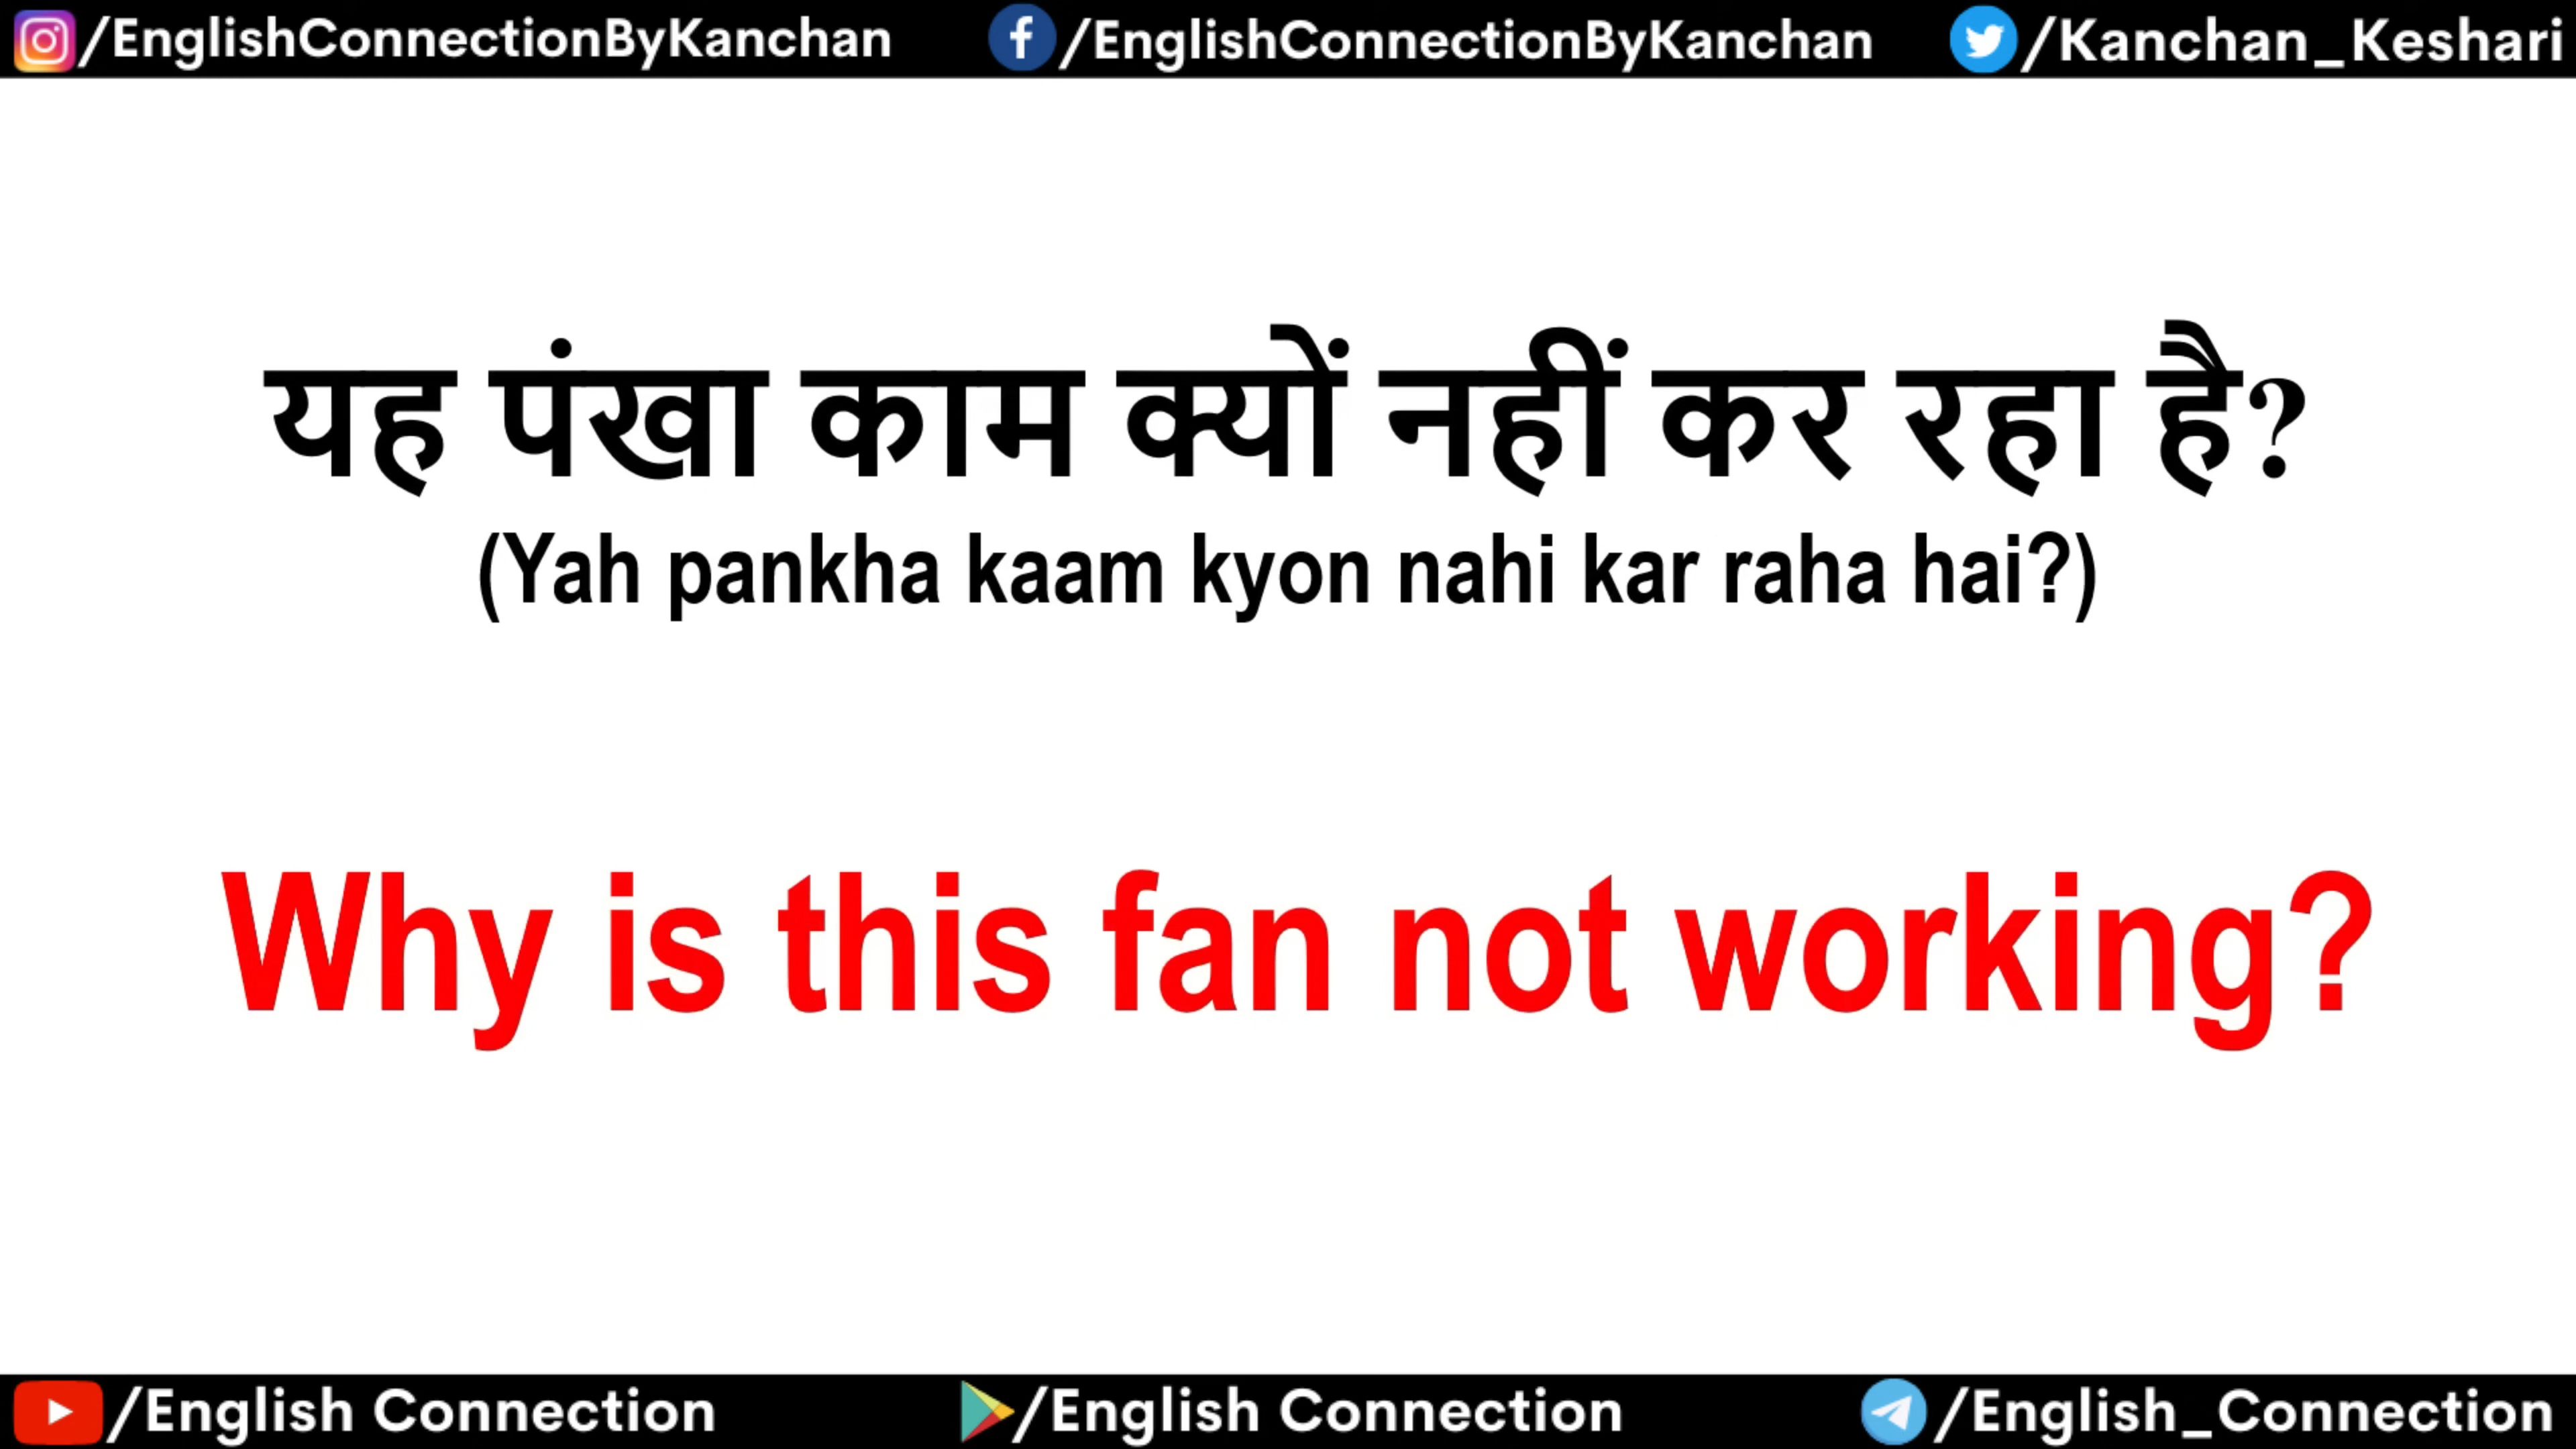 /EnglishConnectionByKanchan /EnglishConnectionByKanchan /Kanchan_Keshari
यह पंखा काम क्यों नहीं कर रहा है?
(Yah pankha kaam kyon nahi kar raha hai?)
Why is this fan not working?
/English Connection /English Connection /English_Connection